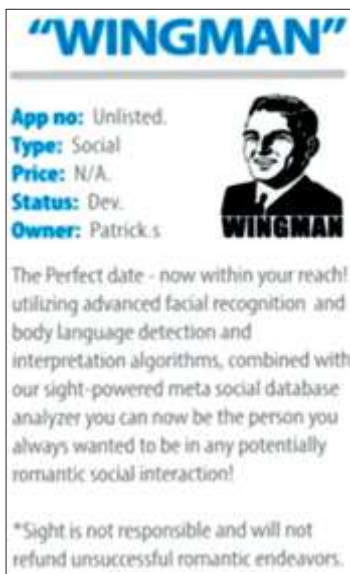 “WINGMAN”
App no: Unlisted.
Type: Social
Price: N/A.
Status: Dev.
Owner: Patrick.s
WINGMAN
The Perfect date - now within your reach!
utilizing advanced facial recognition and
body language detection and
interpretation algorithms, combined with
our sight-powered meta social database
analyzer you can now be the person you
always wanted to be in any potentially
romantic social interaction!
*Sight is not responsible and will not
refund unsuccessful romantic endeavors.